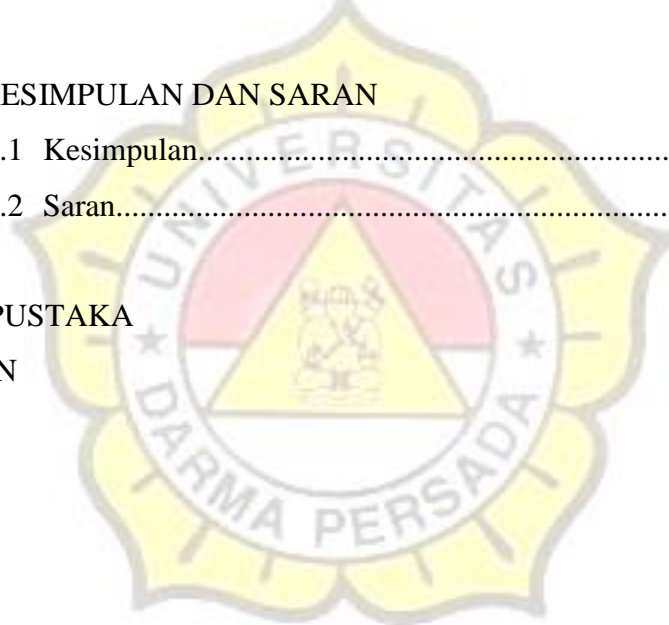 ESIMPULAN DAN SARAN
.1 Kesimpulan..........................................................
.2 Saran.....................................................................
PUSTAKA
N
UNIVERSITAS
DARMA PERSADA